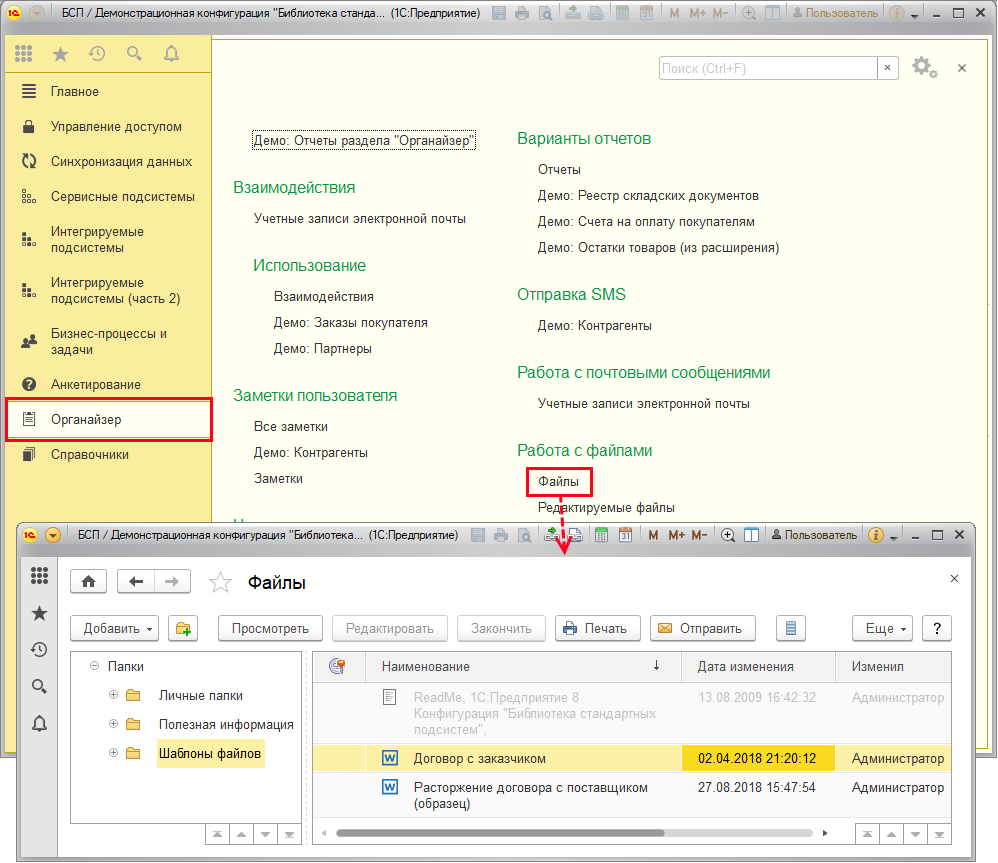 БСП / Демонстрационная конфигурация "Библиотека станда... (1С:Предприятие)
M M+ M− Пользователь
Поиск (Ctrl+F)
Главное
Управление доступом
Синхронизация данных
Сервисные подсистемы
Интегрируемые
подсистемы
Интегрируемые
подсистемы (часть 2)
Бизнес-процессы и
задачи
Анкетирование
Органайзер
Справочники
Демо: Отчеты раздела "Органайзер"
Взаимодействия
Учетные записи электронной почты
Использование
Взаимодействия
Демо: Заказы покупателя
Демо: Партнеры
Заметки пользователя
Все заметки
Демо: Контрагенты
Заметки
Варианты отчетов
Отчеты
Демо: Реестр складских документов
Демо: Счета на оплату покупателям
Демо: Остатки товаров (из расширения)
Отправка SMS
Демо: Контрагенты
Работа с почтовыми сообщениями
Учетные записи электронной почты
Работа с файлами
Файлы
Редактируемые файлы
БСП / Демонстрационная конфигурация "Библиотека... (1С:Предприятие)
31 M M+ M− Пользователь
Файлы
Добавить Просмотреть Редактировать Закончить Печать Отправить Еще ?
Папки
Личные папки
Полезная информация
Шаблоны файлов
Наименование ↓ Дата изменения Изменил
ReadMe, 1С:Предприятие 8 13.08.2009 16:42:32 Администратор
Конфигурация "Библиотека стандартных
подсистем",
Договор с заказчиком 02.04.2018 21:20:12 Администратор
Расторжение договора с поставщиком 27.08.2018 15:47:54 Администратор
(образец)